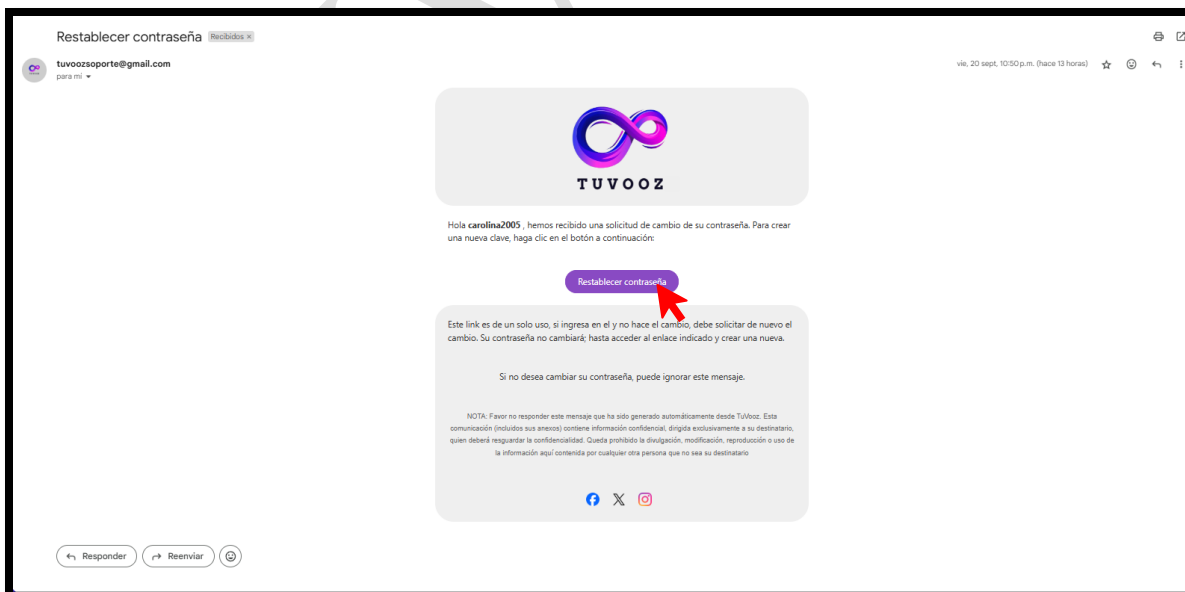 Restablecer contraseña Recibidos ×
tuvoozsoporte@gmail.com
vie, 20 sept, 10:50 p.m. (hace 13 horas)
para mí
TUVOOZ
Hola carolina2005 , hemos recibido una solicitud de cambio de su contraseña. Para crear
una nueva clave, haga clic en el botón a continuación:
Restablecer contraseña
Este link es de un solo uso, si ingresa en el y no hace el cambio, debe solicitar de nuevo el
cambio. Su contraseña no cambiará; hasta acceder al enlace indicado y crear una nueva.
Si no desea cambiar su contraseña, puede ignorar este mensaje.
NOTA: Favor no responder este mensaje que ha sido generado automáticamente desde TuVooz. Esta
comunicación (incluidos sus anexos) contiene información confidencial, dirigida exclusivamente a su destinatario,
quien deberá resguardar la confidencialidad. Queda prohibido la divulgación, modificación, reproducción o uso de
la información aquí contenida por cualquier otra persona que no sea su destinatario
Responder
Reenviar